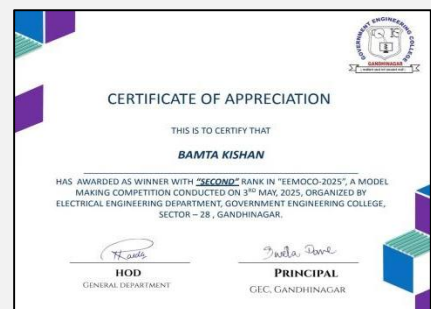 GOVERNMENT ENGINEERING COLLEGE
GANDHINAGAR
CERTIFICATE OF APPRECIATION
THIS IS TO CERTIFY THAT
BAMTA KISHAN
HAS AWARDED AS WINNER WITH "SECOND" RANK IN "EEMOCO-2025", A MODEL
MAKING COMPETITION CONDUCTED ON 3RD MAY, 2025, ORGANIZED BY
ELECTRICAL ENGINEERING DEPARTMENT, GOVERNMENT ENGINEERING COLLEGE,
SECTOR – 28 , GANDHINAGAR.
Sweta Dave
HOD
GENERAL DEPARTMENT
PRINCIPAL
GEC, GANDHINAGAR